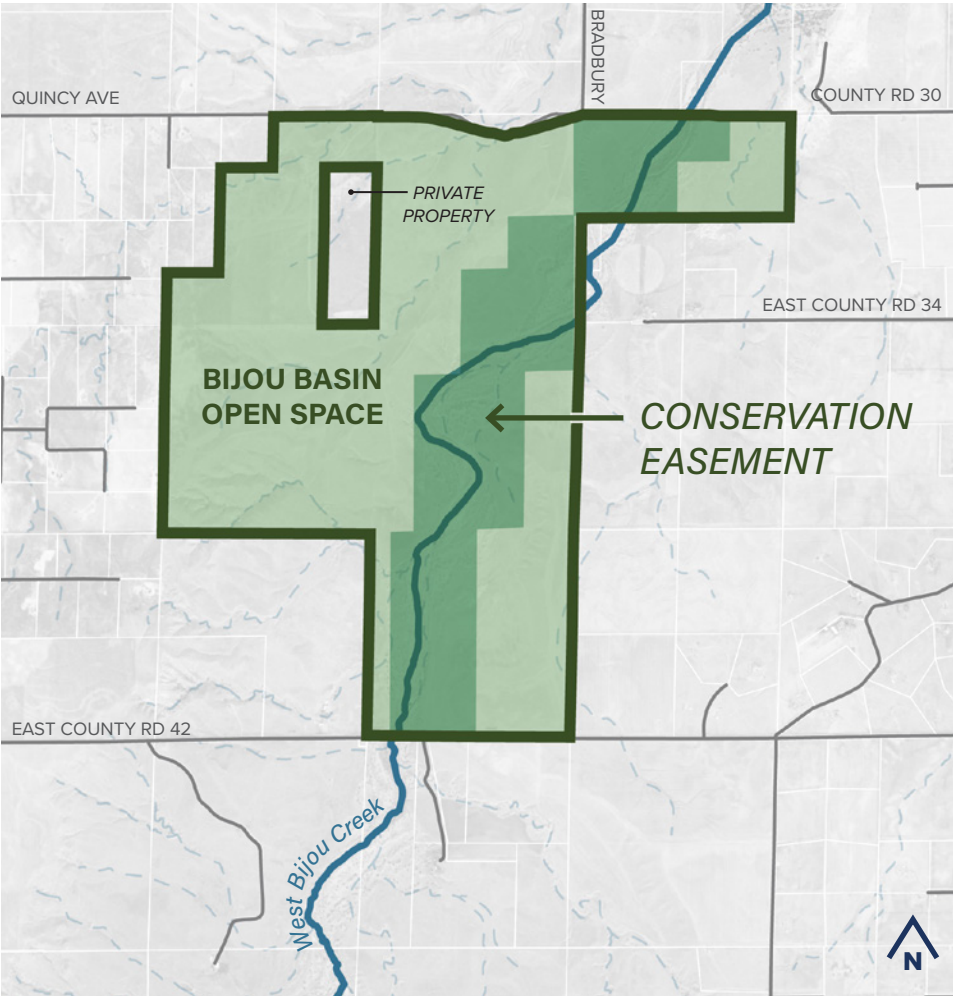 BRADBURY
QUINCY AVE
COUNTY RD 30
PRIVATE
PROPERTY
EAST COUNTY RD 34
BIJOU BASIN
OPEN SPACE
CONSERVATION
EASEMENT
EAST COUNTY RD 42
West Bijou Creek
N